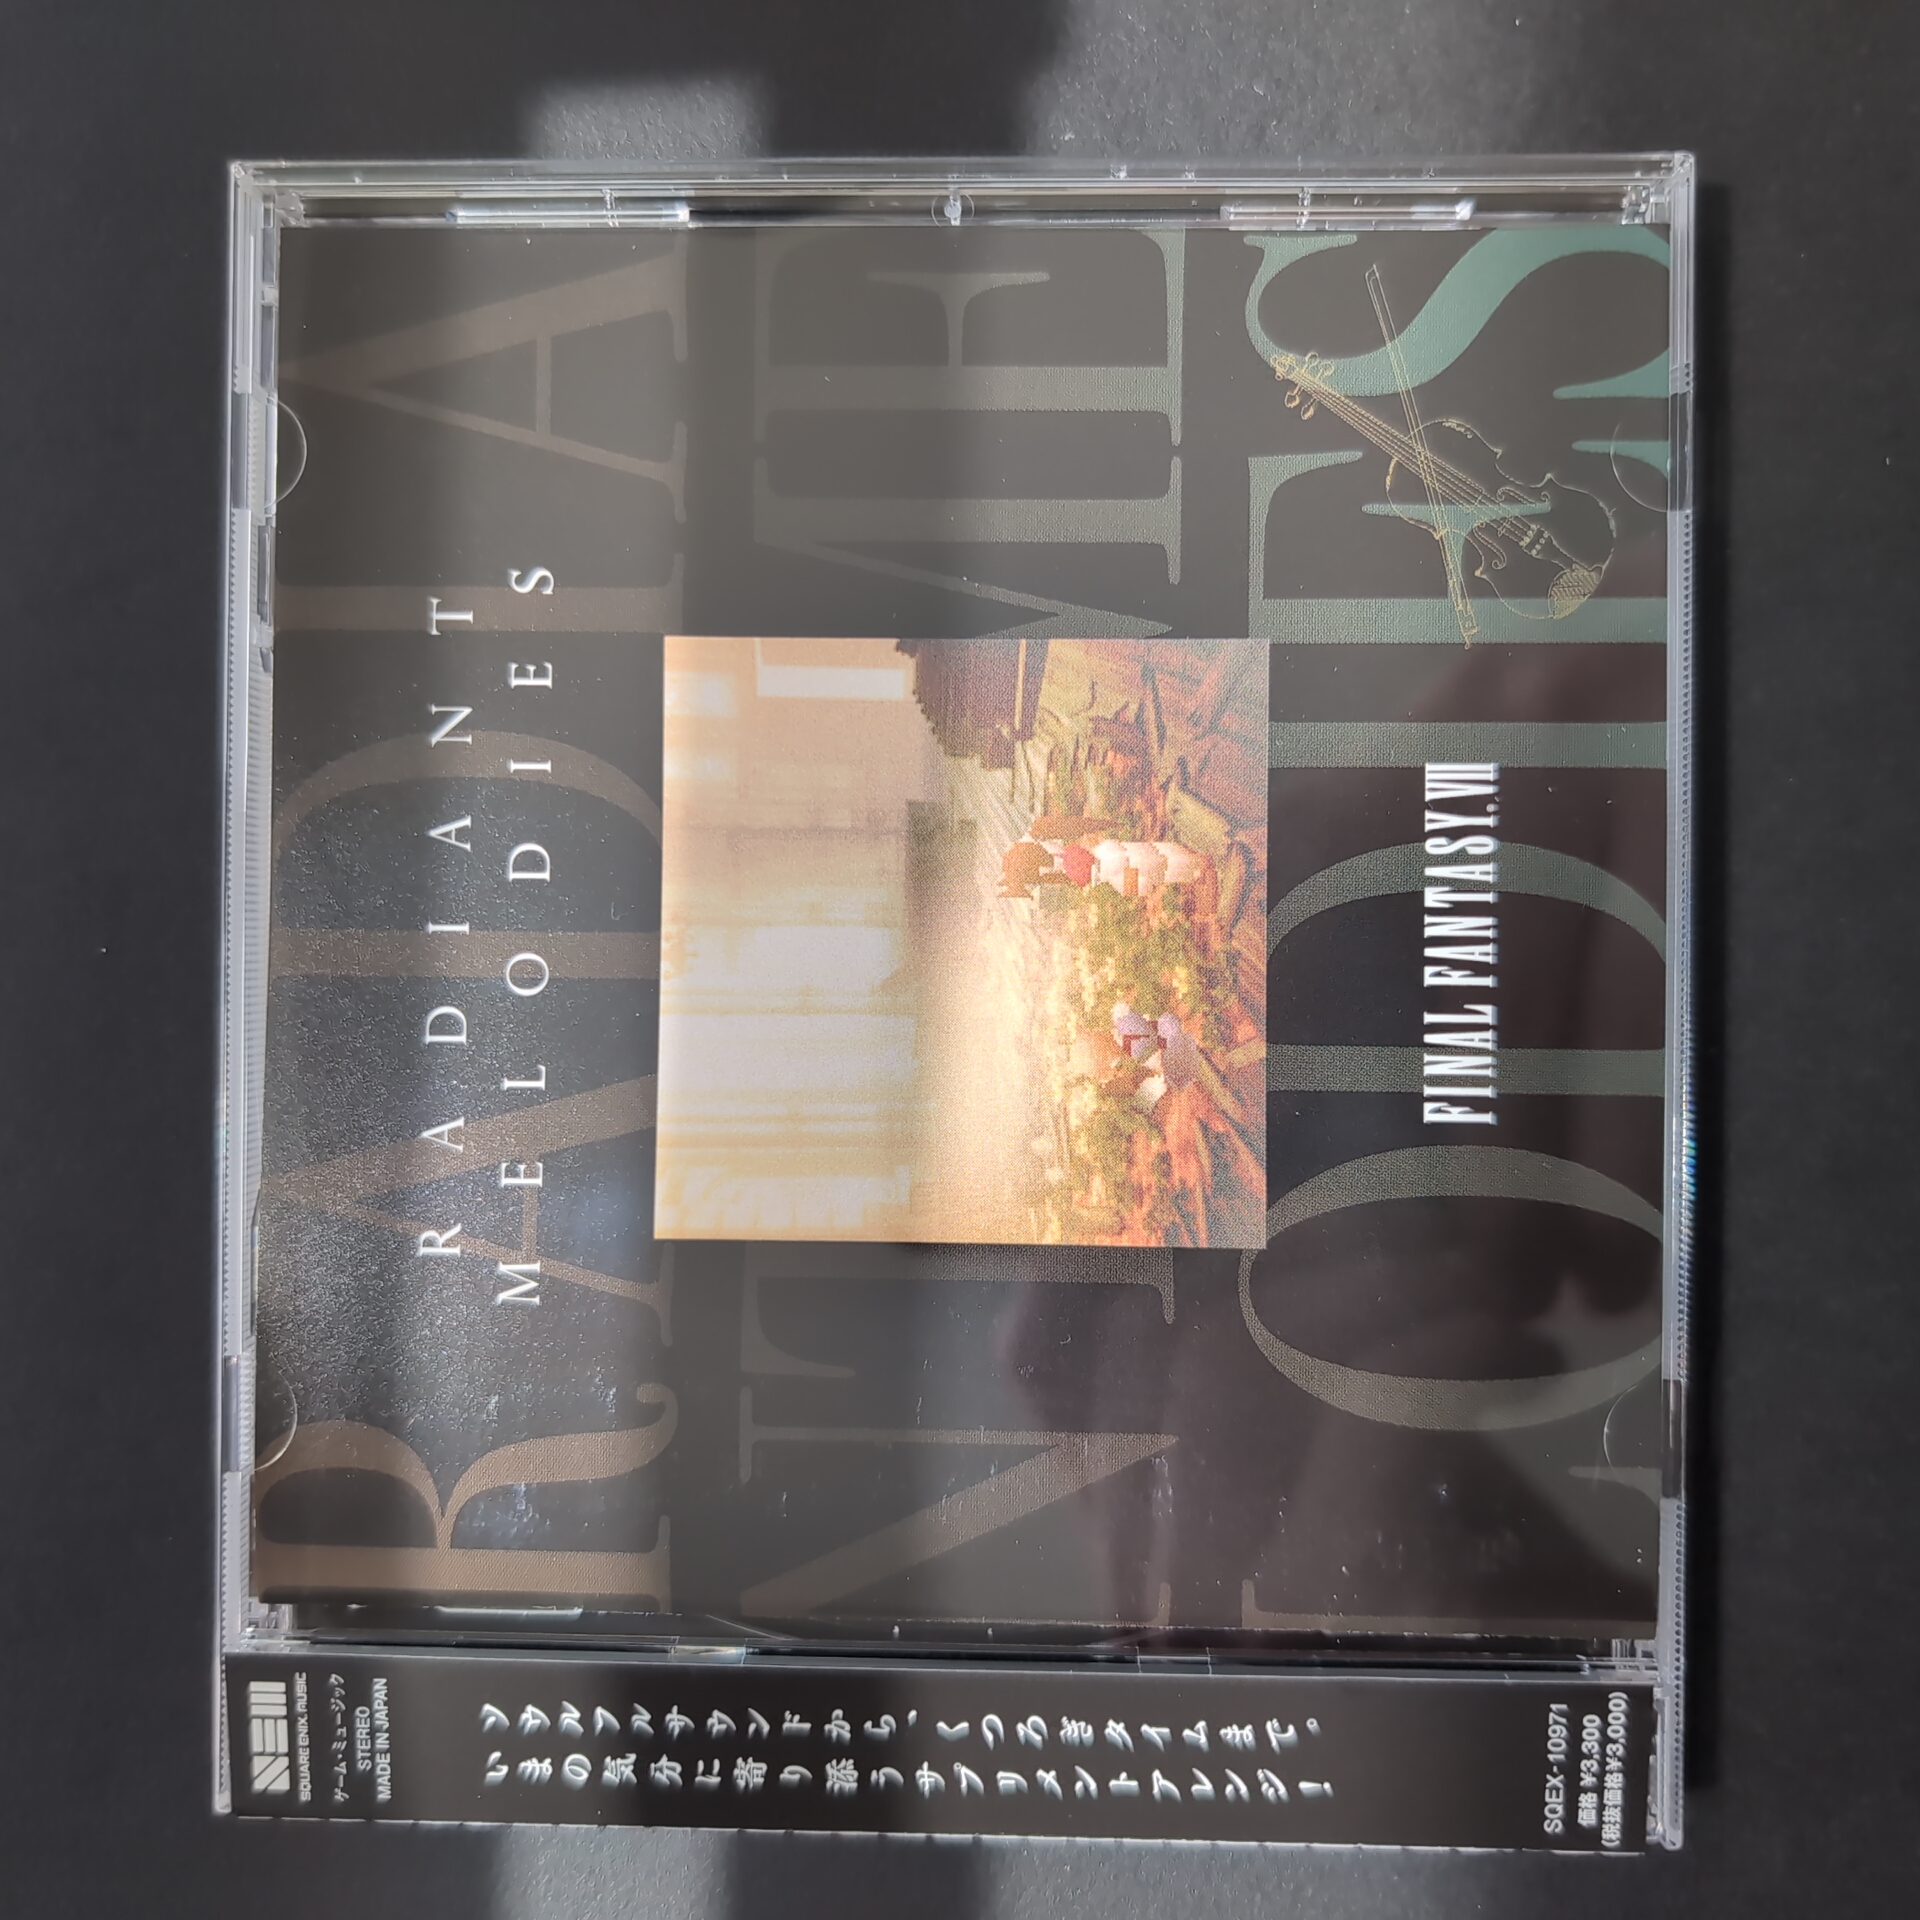 SEM
SQUARE ENIX. MUSIC
ゲーム・ミュージック
STEREO
MADE IN JAPAN
ソウルフルサウンドから、くつろぎタイムまで。
いまの気分に寄り添うサプリメントアレンジ！
SQEX-10971
価格 ¥3,300
(税抜価格¥3,000)
RADIA
RADIANT
MELODIES
NT ME
LODIES
FINAL FANTASY.VII